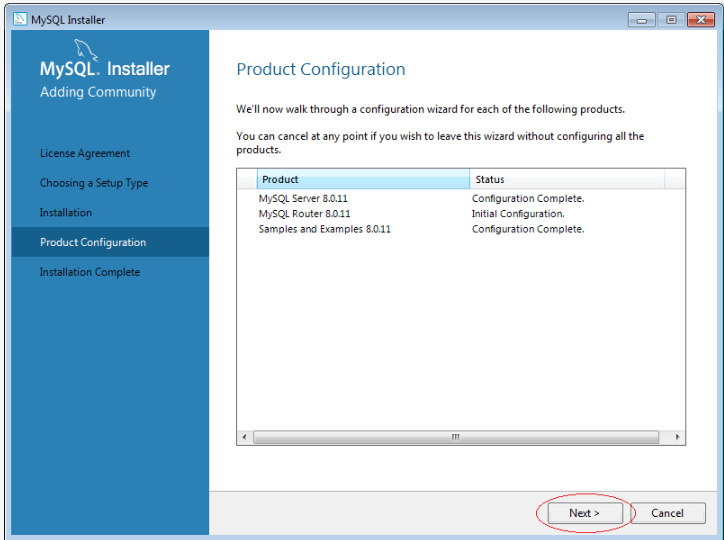 MySQL Installer
MySQL. Installer
Adding Community
License Agreement
Choosing a Setup Type
Installation
Product Configuration
Installation Complete
Product Configuration
We'll now walk through a configuration wizard for each of the following products.
You can cancel at any point if you wish to leave this wizard without configuring all the
products.
Product Status
MySQL Server 8.0.11 Configuration Complete.
MySQL Router 8.0.11 Initial Configuration.
Samples and Examples 8.0.11 Configuration Complete.
Next > Cancel